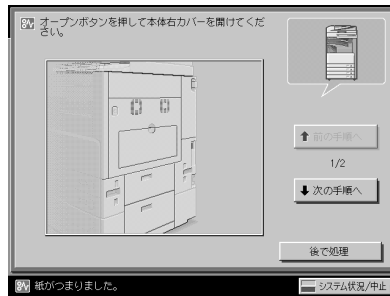 オープンボタンを押して本体右カバーを開けてくだ
さい。
前の手順へ
1/2
次の手順へ
後で処理
紙がつまりました。
システム状況/中止